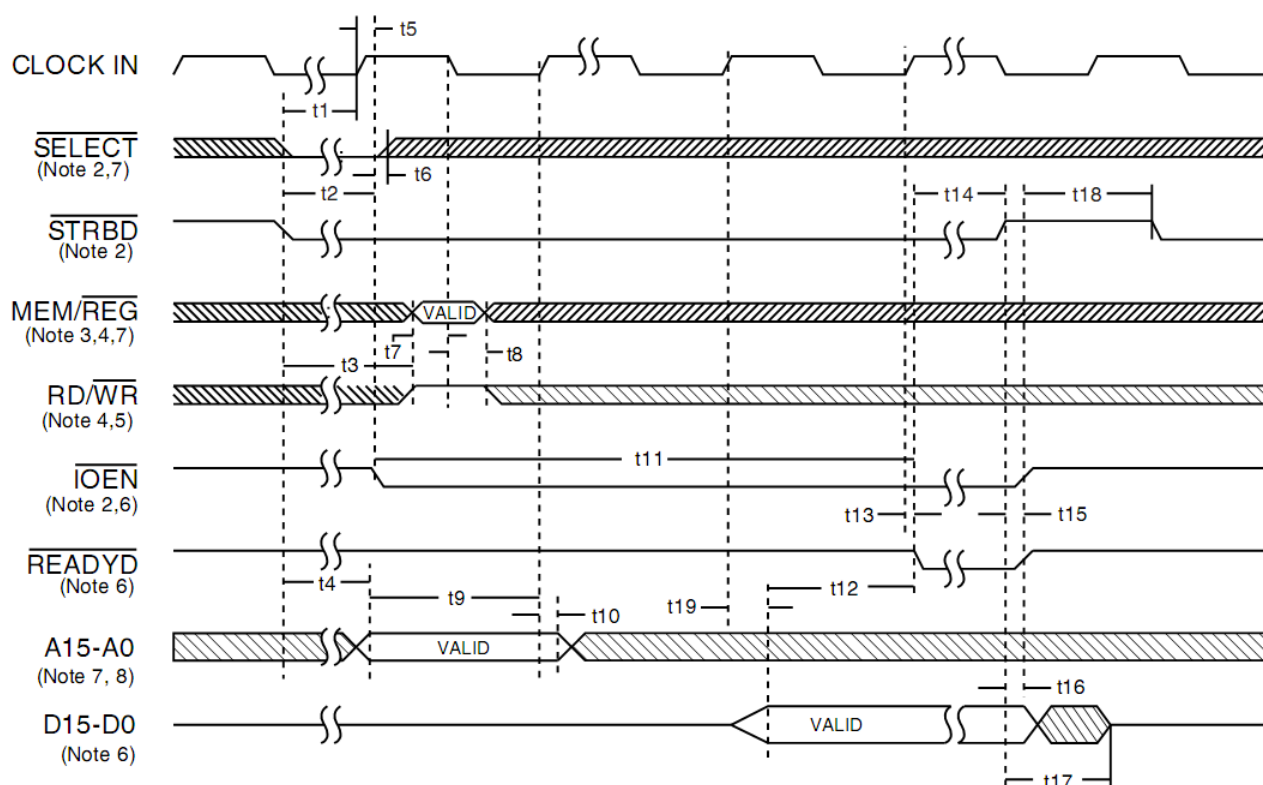 t5
CLOCK IN
t1
SELECT
(Note 2,7)
t6
t2
t14
t18
STRBD
(Note 2)
MEM/REG
VALID
(Note 3,4,7)
t7
t8
t3
RD/WR
(Note 4,5)
t11
IOEN
(Note 2,6)
t13
t15
READYD
(Note 6)
t4
t12
t9
t10
t19
A15-A0
VALID
(Note 7, 8)
t16
D15-D0
VALID
(Note 6)
t17